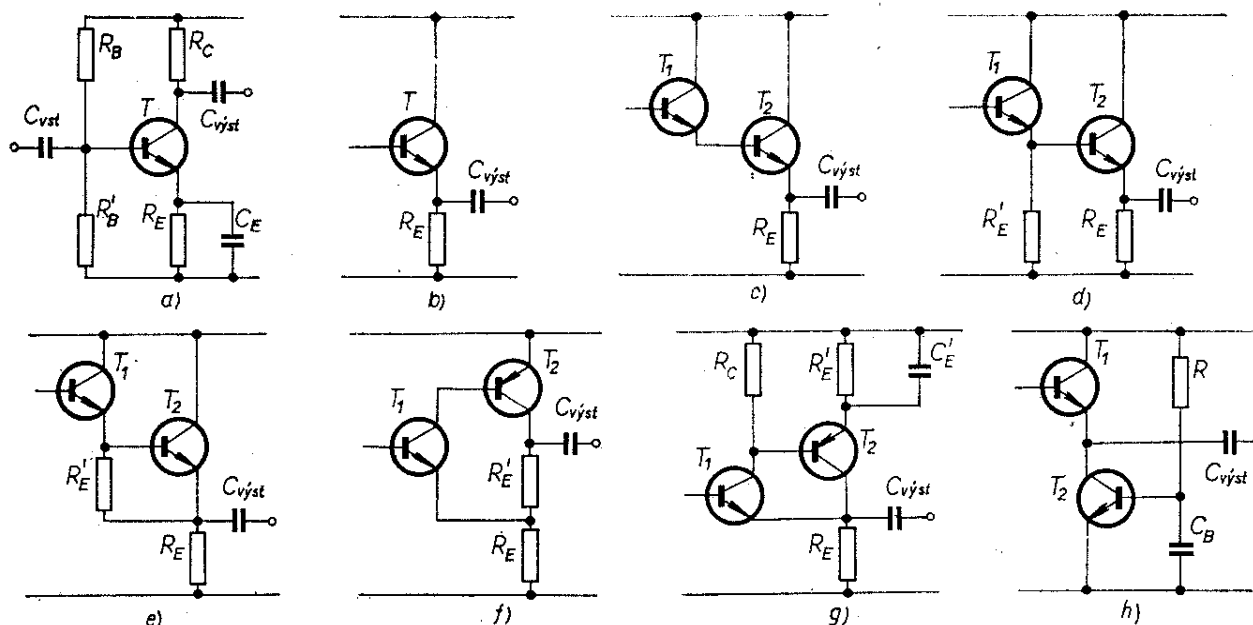 R_B
R_C
C_vst
T
C_výst
R'_B
R_E
C_E
a)
T
C_výst
R_E
b)
T_1
T_2
C_výst
R_E
c)
T_1
T_2
C_výst
R'_E
R_E
d)
T_1
T_2
R'_E
C_výst
R_E
e)
T_2
T_1
C_výst
R'_E
R_E
f)
R_C
R'_E
C'_E
T_1
T_2
C_výst
R_E
g)
T_1
R
C_výst
T_2
C_B
h)